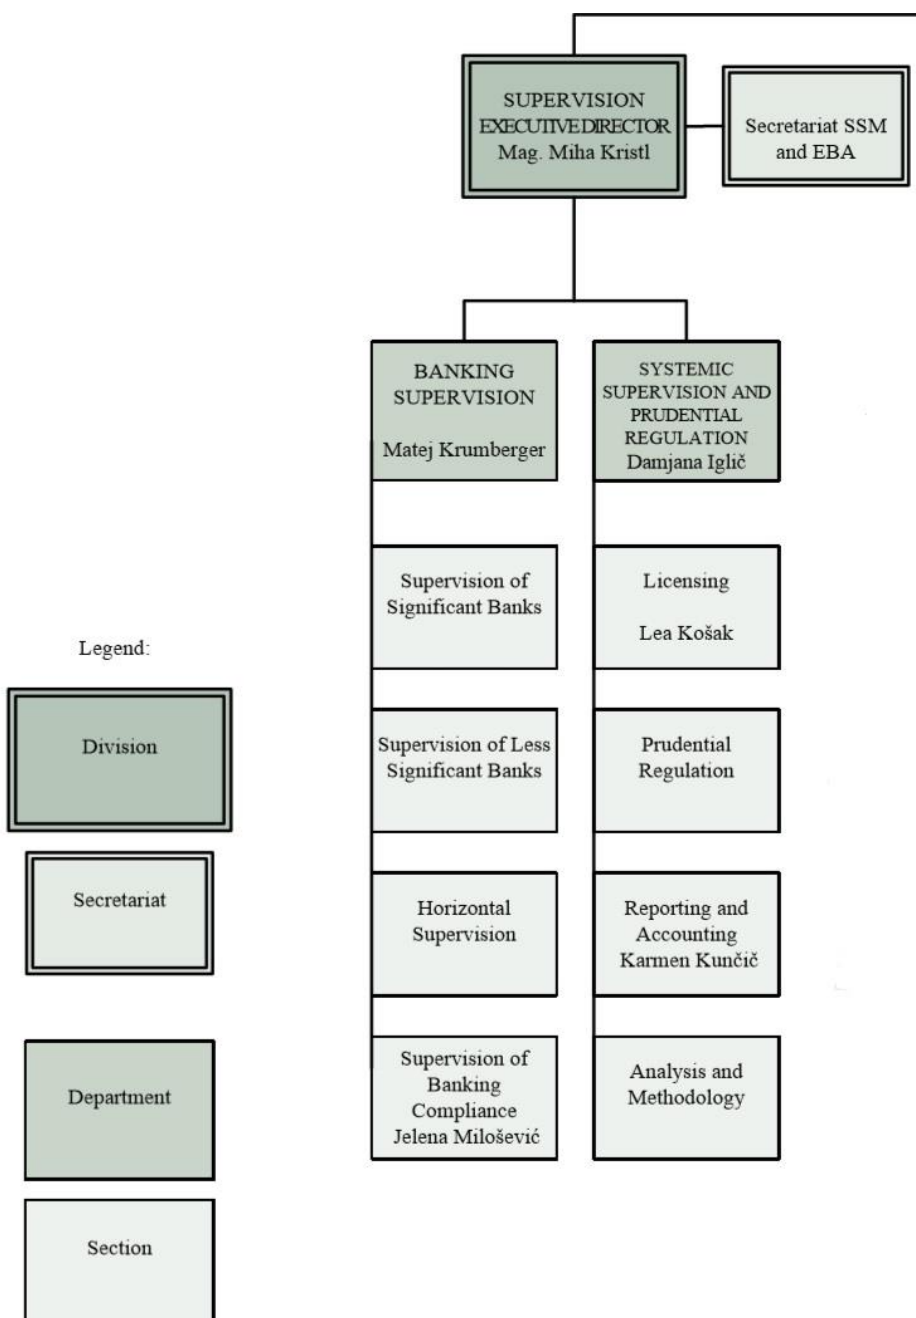 SUPERVISION
EXECUTIVE DIRECTOR
Mag. Miha Kristl
Secretariat SSM
and EBA
BANKING
SUPERVISION
Matej Krumberger
SYSTEMIC
SUPERVISION AND
PRUDENTIAL
REGULATION
Damjana Iglič
Supervision of
Significant Banks
Licensing
Lea Košak
Supervision of Less
Significant Banks
Prudential
Regulation
Horizontal
Supervision
Reporting and
Accounting
Karmen Kunčič
Supervision of
Banking
Compliance
Jelena Milošević
Analysis and
Methodology
Legend:
Division
Secretariat
Department
Section